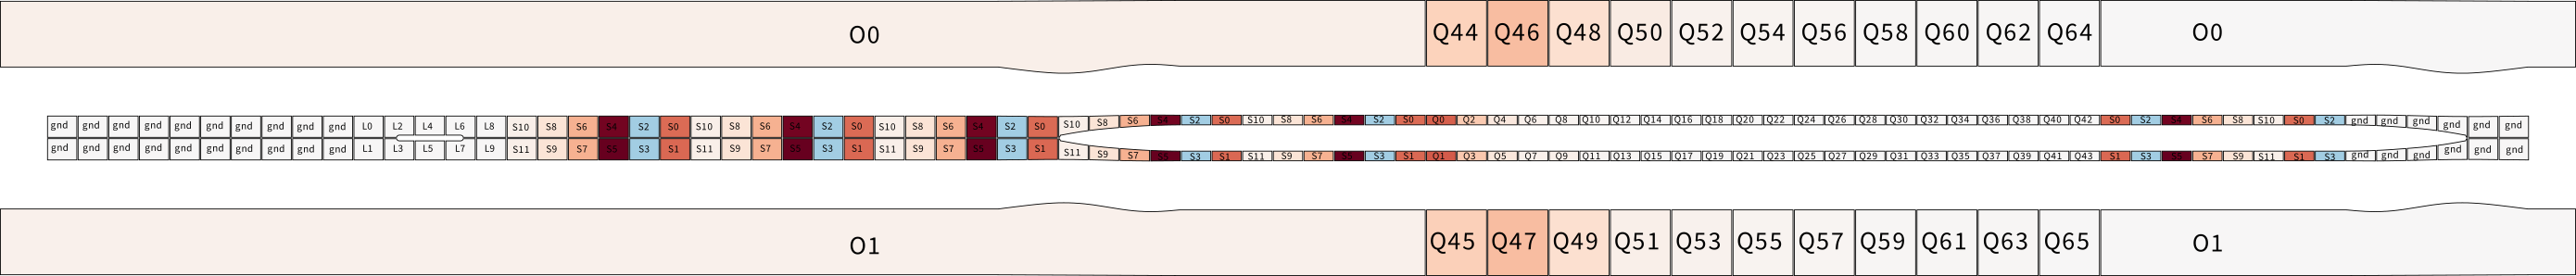 O0 Q44 Q46 Q48 Q50 Q52 Q54 Q56 Q58 Q60 Q62 Q64 O0
gnd gnd gnd gnd gnd gnd gnd gnd gnd gnd L0 L2 L4 L6 L8 S10 S8 S6 S4 S2 S0 S10 S8 S6 S4 S2 S0 S10 S8 S6 S4 S2 S0 S10 S8 S6 S4 S2 S0 S10 S8 S6 S4 S2 S0 Q0 Q2 Q4 Q6 Q8 Q10 Q12 Q14 Q16 Q18 Q20 Q22 Q24 Q26 Q28 Q30 Q32 Q34 Q36 Q38 Q40 Q42 S0 S2 S4 S6 S8 S10 S0 S2 gnd gnd gnd gnd gnd gnd
gnd gnd gnd gnd gnd gnd gnd gnd gnd gnd L1 L3 L5 L7 L9 S11 S9 S7 S5 S3 S1 S11 S9 S7 S5 S3 S1 S11 S9 S7 S5 S3 S1 S11 S9 S7 S5 S3 S1 S11 S9 S7 S5 S3 S1 Q1 Q3 Q5 Q7 Q9 Q11 Q13 Q15 Q17 Q19 Q21 Q23 Q25 Q27 Q29 Q31 Q33 Q35 Q37 Q39 Q41 Q43 S1 S3 S5 S7 S9 S11 S1 S3 gnd gnd gnd gnd gnd gnd
O1 Q45 Q47 Q49 Q51 Q53 Q55 Q57 Q59 Q61 Q63 Q65 O1